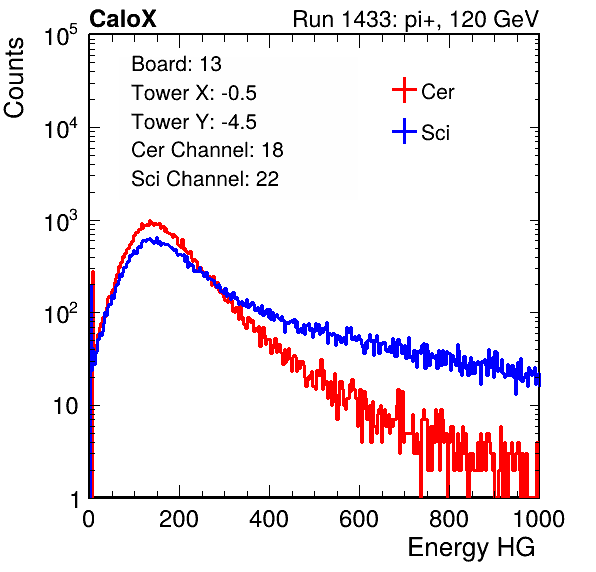 CaloX Run 1433: pi+, 120 GeV
Counts
10^5
10^4
10^3
10^2
10
1
Board: 13
Tower X: -0.5
Tower Y: -4.5
Cer Channel: 18
Sci Channel: 22
Cer
Sci
0 200 400 600 800 1000
Energy HG